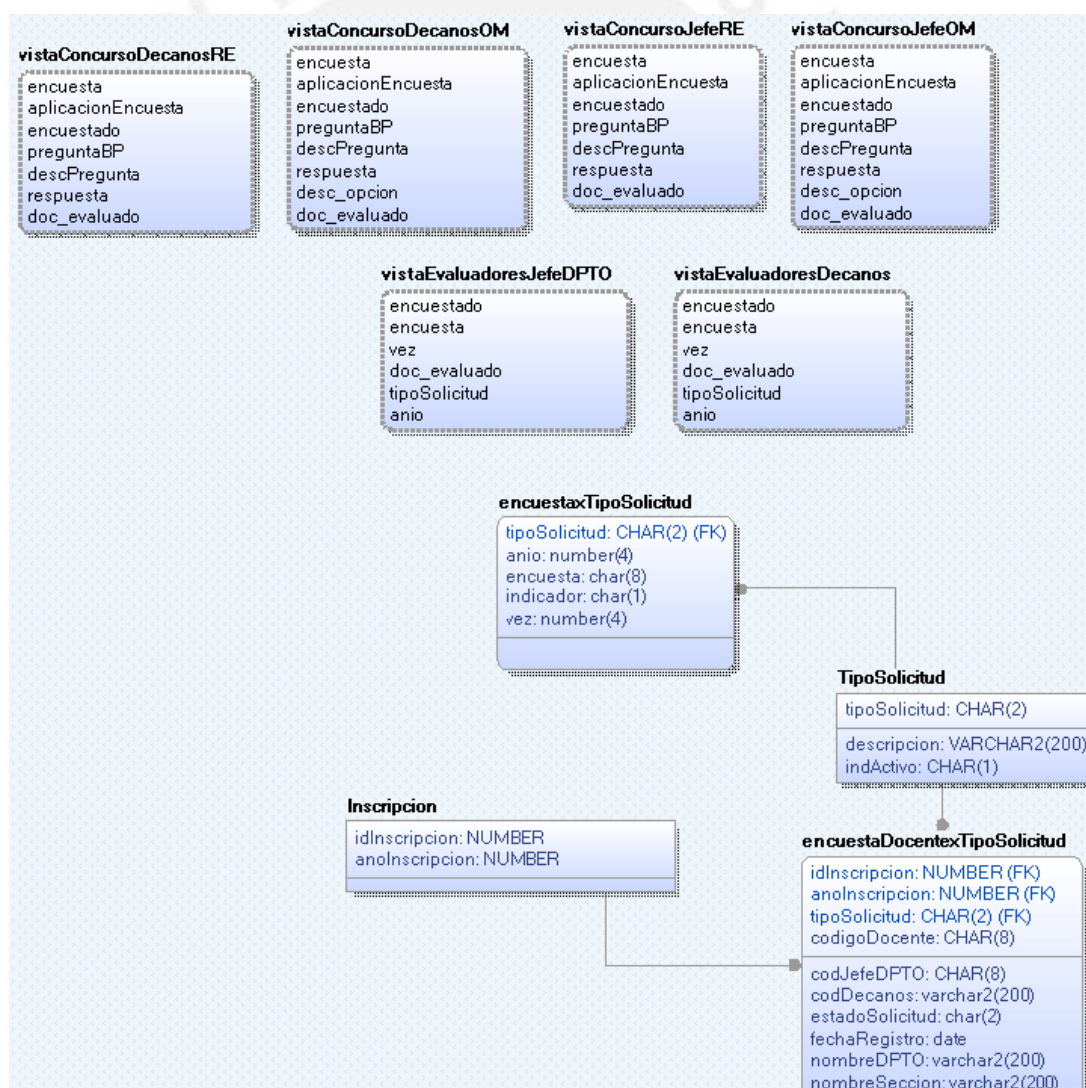 vistaConcursoDecanosRE
encuesta
aplicacionEncuesta
encuestado
preguntaBP
descPregunta
respuesta
doc_evaluado
vistaConcursoDecanosOM
encuesta
aplicacionEncuesta
encuestado
preguntaBP
descPregunta
respuesta
desc_opcion
doc_evaluado
vistaConcursoJefeRE
encuesta
aplicacionEncuesta
encuestado
preguntaBP
descPregunta
respuesta
doc_evaluado
vistaConcursoJefeOM
encuesta
aplicacionEncuesta
encuestado
preguntaBP
descPregunta
respuesta
desc_opcion
doc_evaluado
vistaEvaluadoresJefeDPTO
encuestado
encuesta
vez
doc_evaluado
tipoSolicitud
anio
vistaEvaluadoresDecanos
encuestado
encuesta
vez
doc_evaluado
tipoSolicitud
anio
encuestaxTipoSolicitud
tipoSolicitud: CHAR(2) (FK)
anio: number(4)
encuesta: char(8)
indicador: char(1)
vez: number(4)
TipoSolicitud
tipoSolicitud: CHAR(2)
descripcion: VARCHAR2(200)
indActivo: CHAR(1)
Inscripcion
idInscripcion: NUMBER
anoInscripcion: NUMBER
encuestaDocentexTipoSolicitud
idInscripcion: NUMBER (FK)
anoInscripcion: NUMBER (FK)
tipoSolicitud: CHAR(2) (FK)
codigoDocente: CHAR(8)
codJefeDPTO: CHAR(8)
codDecanos: varchar2(200)
estadoSolicitud: char(2)
fechaRegistro: date
nombreDPTO: varchar2(200)
nombreSeccion: varchar2(200)